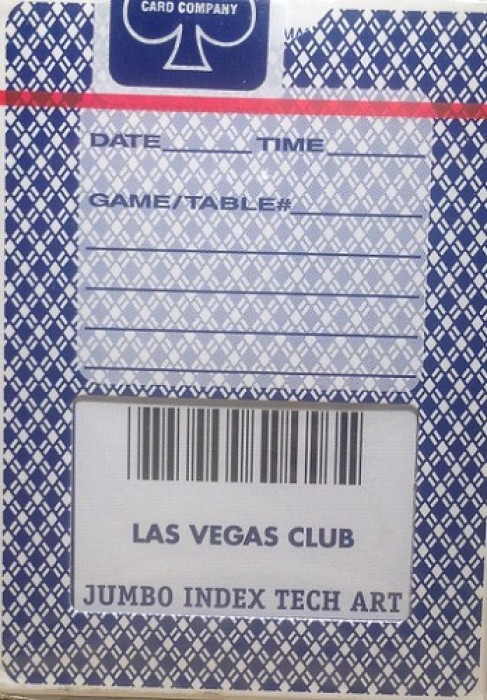 CARD COMPANY
DATE TIME
GAME/TABLE#
LAS VEGAS CLUB
JUMBO INDEX TECH ART